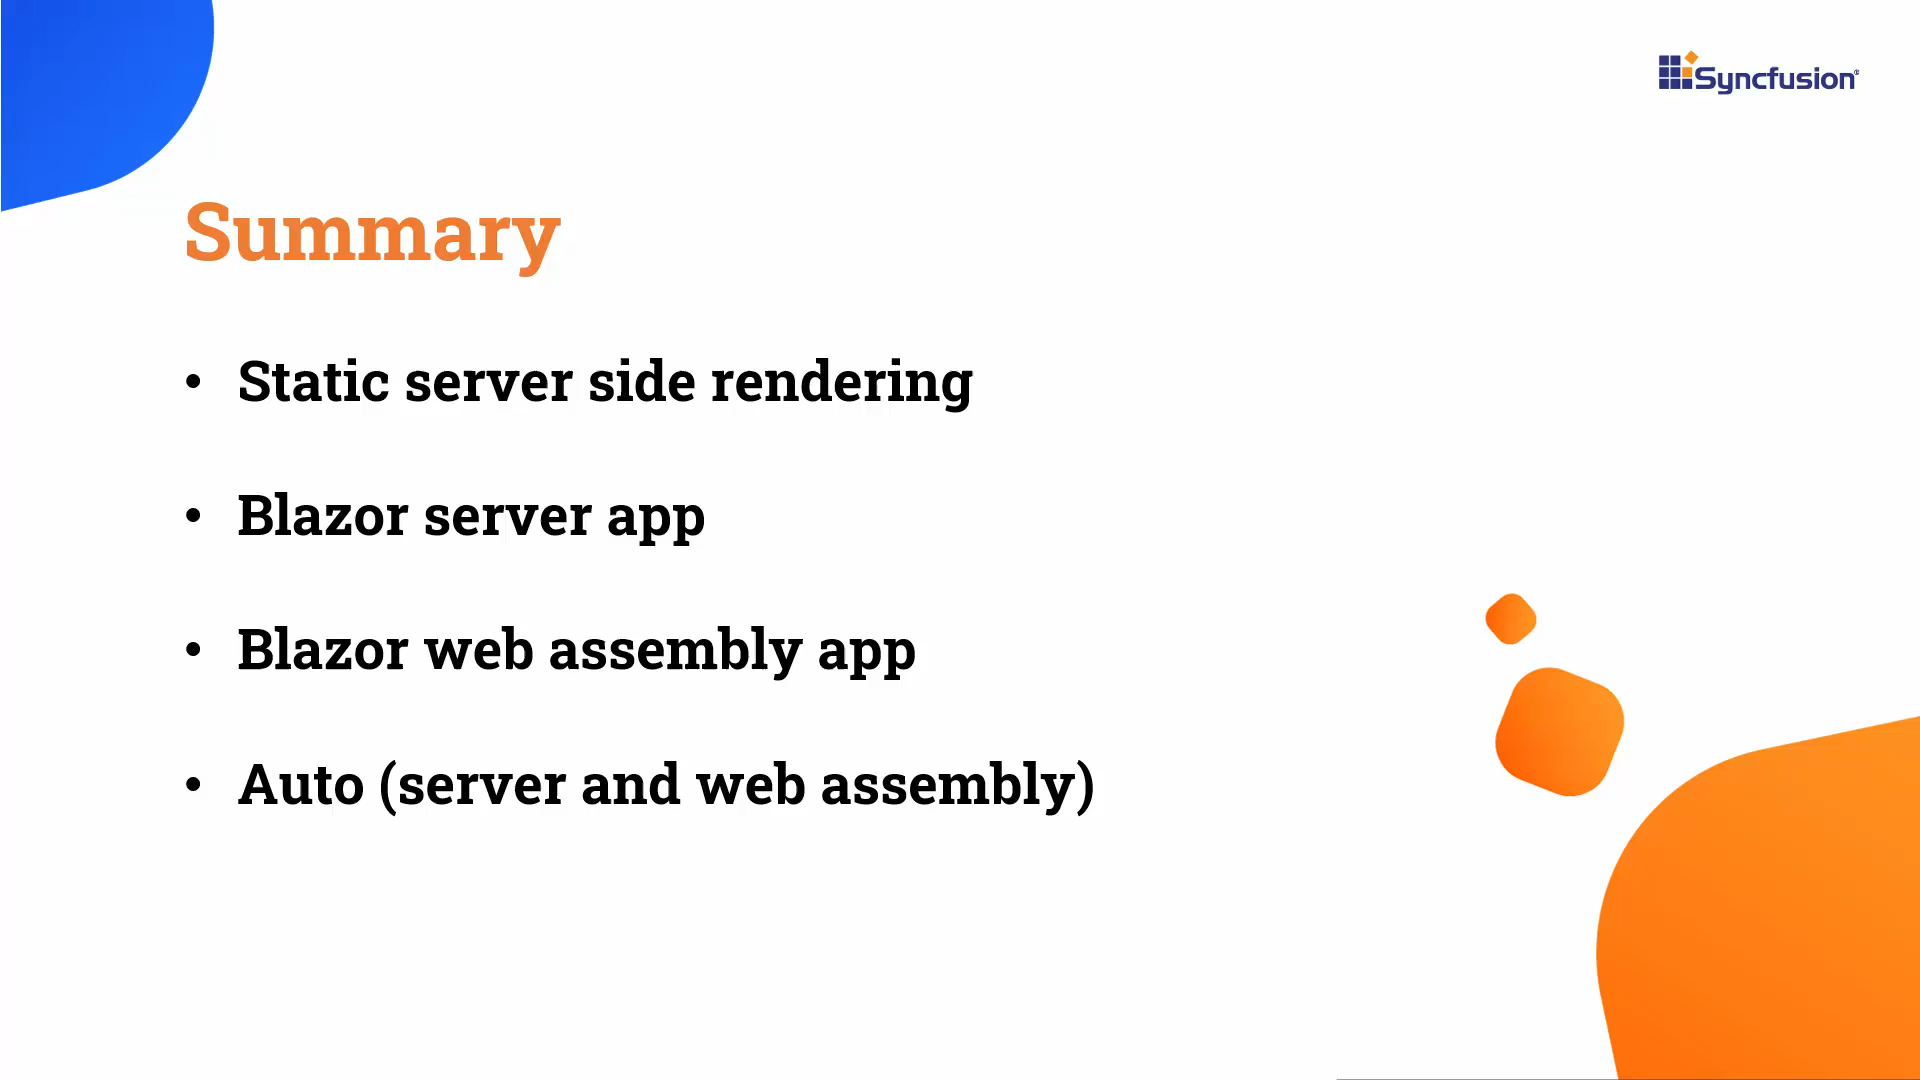 Syncfusion®
Summary
• Static server side rendering
• Blazor server app
• Blazor web assembly app
• Auto (server and web assembly)